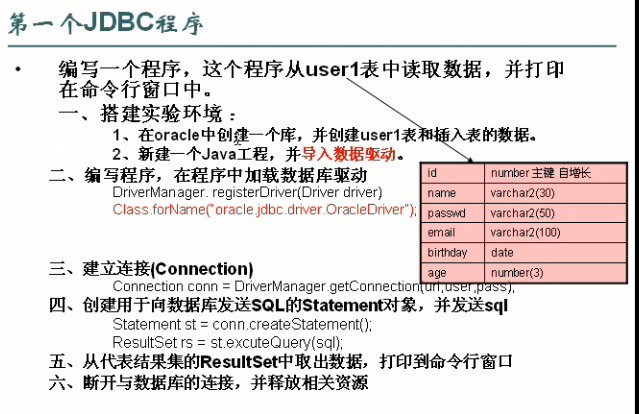 第一个JDBC程序
• 编写一个程序，这个程序从user1表中读取数据，并打印
在命令行窗口中。
一、搭建实验环境：
1、在oracle中创建一个库，并创建user1表和插入表的数据。
2、新建一个Java工程，并导入数据驱动。
二、编写程序，在程序中加载数据库驱动
DriverManager. registerDriver(Driver driver)
Class.forName("oracle.jdbc.driver.OracleDriver");
id number 主键 自增长
name varchar2(30)
passwd varchar2(50)
email varchar2(100)
birthday date
age number(3)
三、建立连接(Connection)
Connection conn = DriverManager.getConnection(url,user,pass);
四、创建用于向数据库发送SQL的Statement对象，并发送sql
Statement st = conn.createStatement();
ResultSet rs = st.excuteQuery(sql);
五、从代表结果集的ResultSet中取出数据，打印到命令行窗口
六、断开与数据库的连接，并释放相关资源